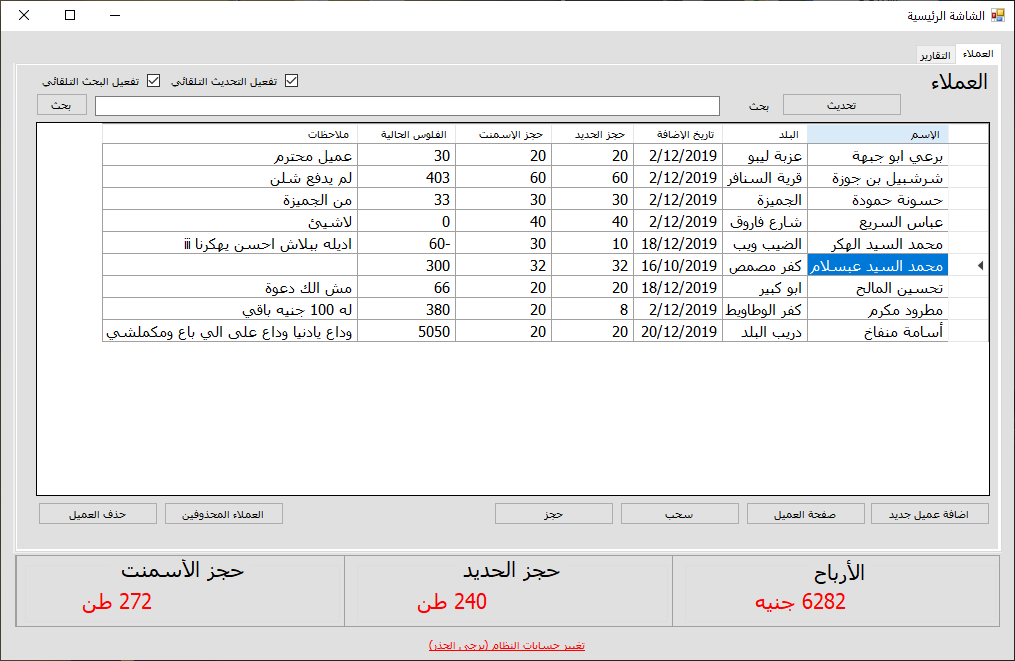 الشاشة الرئيسية
العملاء التقارير
العملاء
تفعيل التحديث التلقائي تفعيل البحث التلقائي
تحديث بحث بحث
الإسم البلد تاريخ الإضافة حجز الحديد حجز الإسمنت الفلوس الحالية ملاحظات
برعي ابو جبهة عزبة ليبو 2/12/2019 20 20 30 عميل محترم
شرشبيل بن جوزة قرية السنافر 2/12/2019 60 60 403 لم يدفع شلن
حسونة حمودة الجميزة 2/12/2019 30 30 33 من الجميزة
عباس السريع شارع فاروق 2/12/2019 40 40 0 لاشيئ
محمد السيد الهكر الضيب ويب 18/12/2019 10 30 -60 اديله ببلاش احسن يهكرنا iii
محمد السيد عبسلام كفر مصمص 16/10/2019 32 32 300
تحسين المالح ابو كبير 18/12/2019 20 20 66 مش الك دعوة
مطرود مكرم كفر الوطاويط 2/12/2019 8 20 380 له 100 جنيه باقي
أسامة منفاخ دريب البلد 20/12/2019 20 20 5050 وداع يادنيا وداع على الي باع ومكملشي
اضافة عميل جديد صفحة العميل سحب حجز العملاء المحذوفين حذف العميل
الأرباح حجز الحديد حجز الأسمنت
6282 جنيه 240 طن 272 طن
تغيير حسابات النظام (يرجى الحذر)